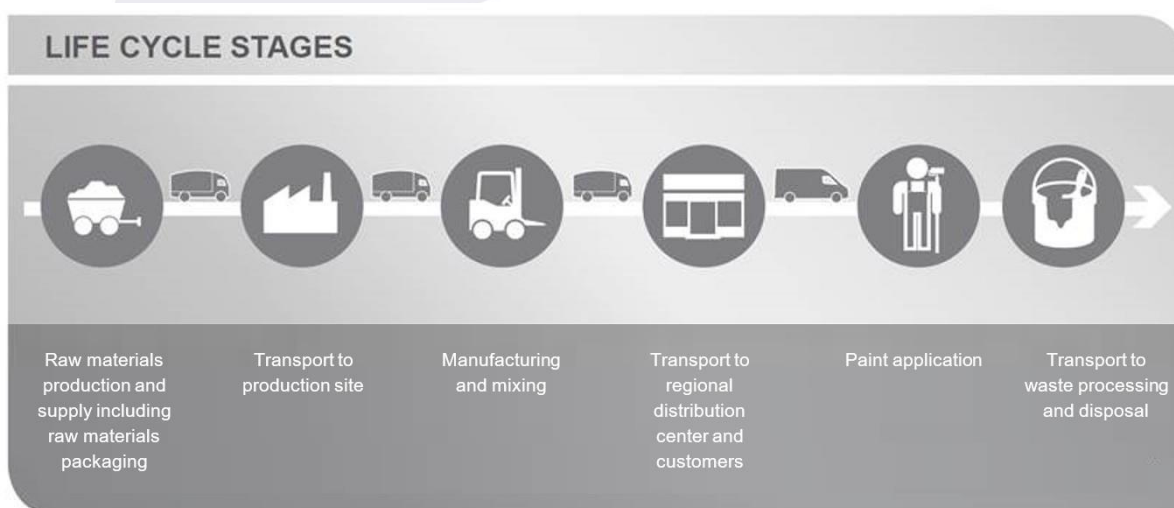 LIFE CYCLE STAGES
Raw materials
production and
supply including
raw materials
packaging
Transport to
production site
Manufacturing
and mixing
Transport to
regional
distribution
center and
customers
Paint application
Transport to
waste processing
and disposal